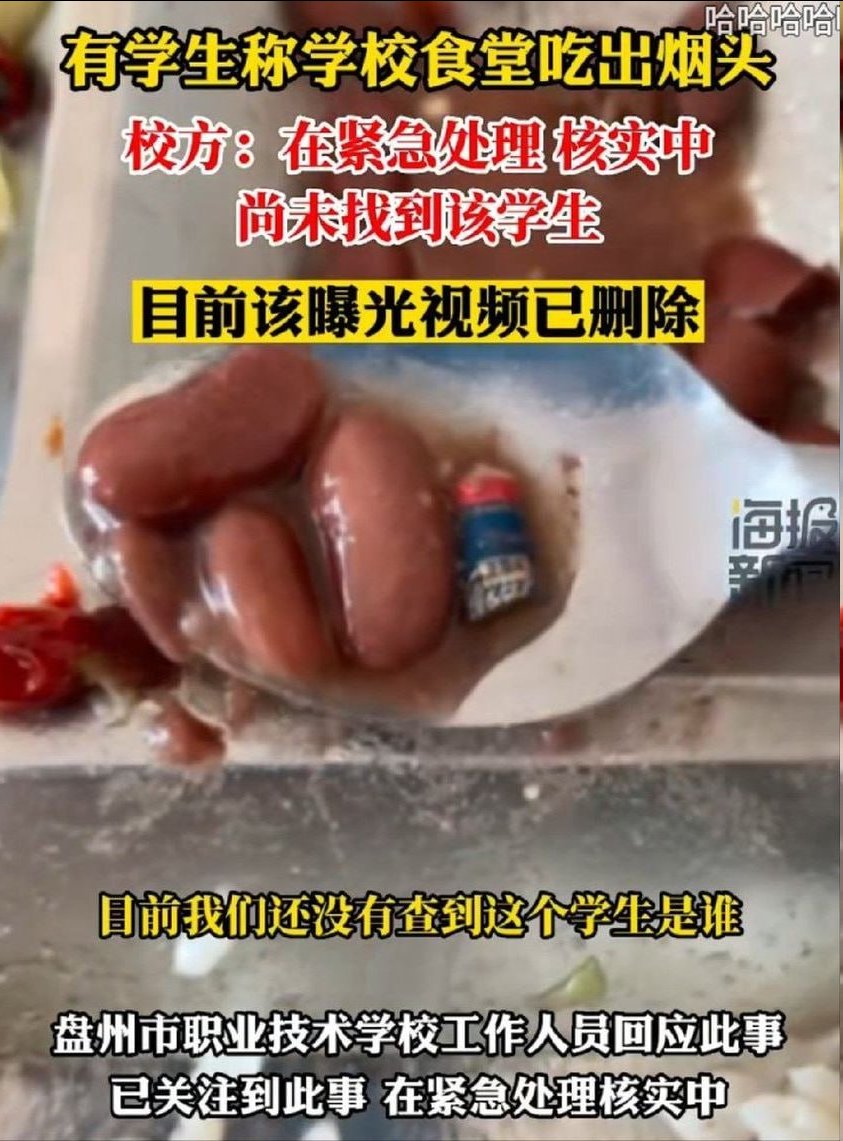 哈哈哈哈
有学生称学校食堂吃出烟头
校方：在紧急处理 核实中
尚未找到该学生
目前该曝光视频已删除
海报
新闻
目前我们还没有查到这个学生是谁
盘州市职业技术学校工作人员回应此事
已关注到此事 在紧急处理核实中